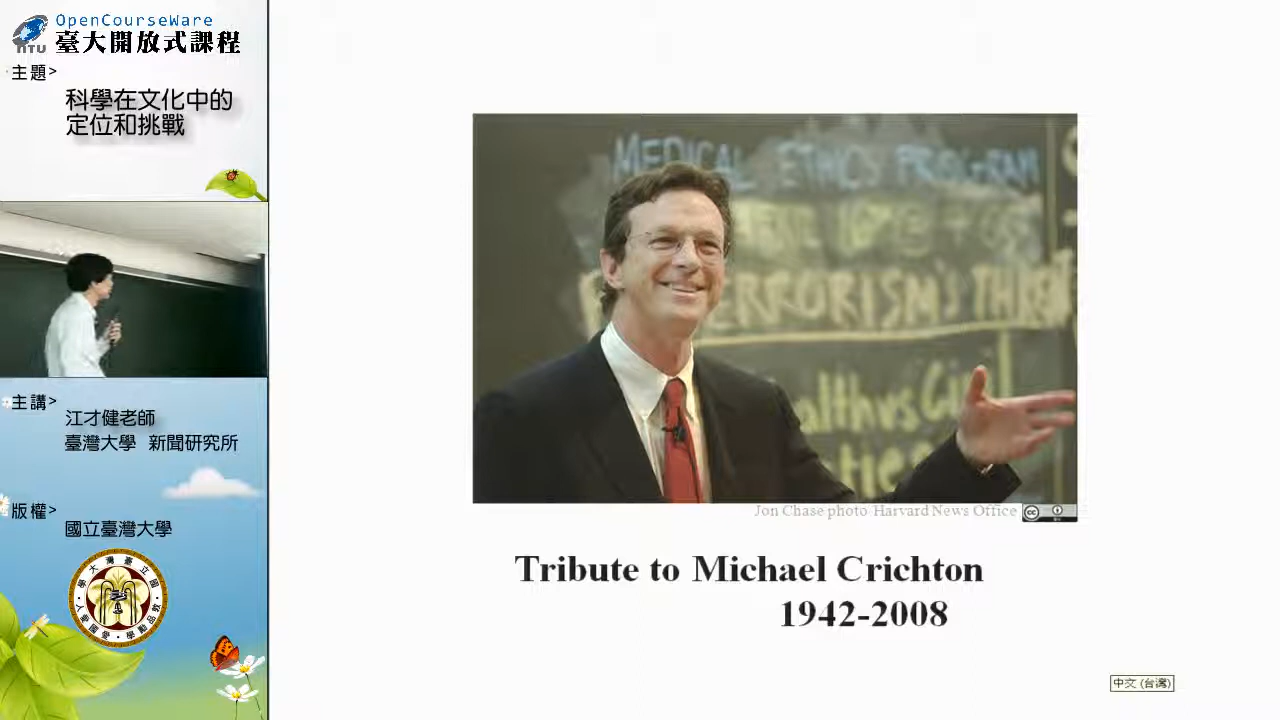 OpenCourseWare
NTU 臺大開放式課程
主題>
科學在文化中的
定位和挑戰
主講>
江才健老師
臺灣大學 新聞研究所
版權>
國立臺灣大學
MEDICAL ETHICS PROGRAM
Jon Chase photo Harvard News Office
Tribute to Michael Crichton
1942-2008
中文 (台灣)